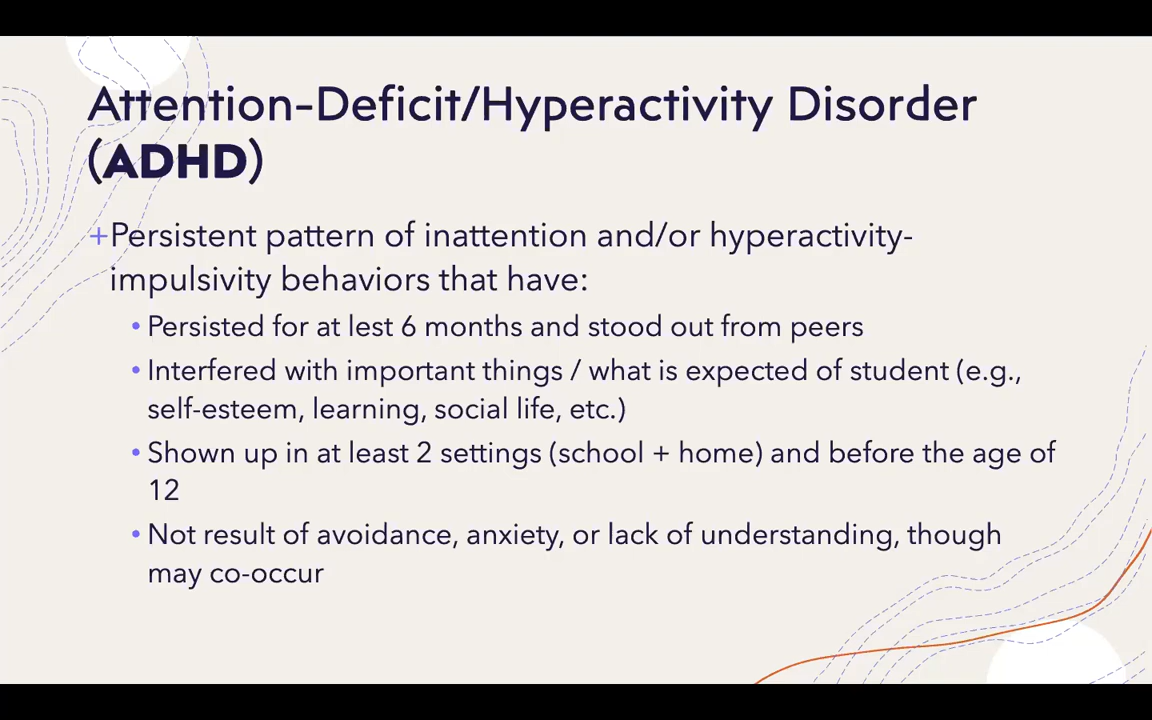 Attention-Deficit/Hyperactivity Disorder
(ADHD)
+Persistent pattern of inattention and/or hyperactivity-
impulsivity behaviors that have:
• Persisted for at lest 6 months and stood out from peers
• Interfered with important things / what is expected of student (e.g.,
self-esteem, learning, social life, etc.)
• Shown up in at least 2 settings (school + home) and before the age of
12
• Not result of avoidance, anxiety, or lack of understanding, though
may co-occur